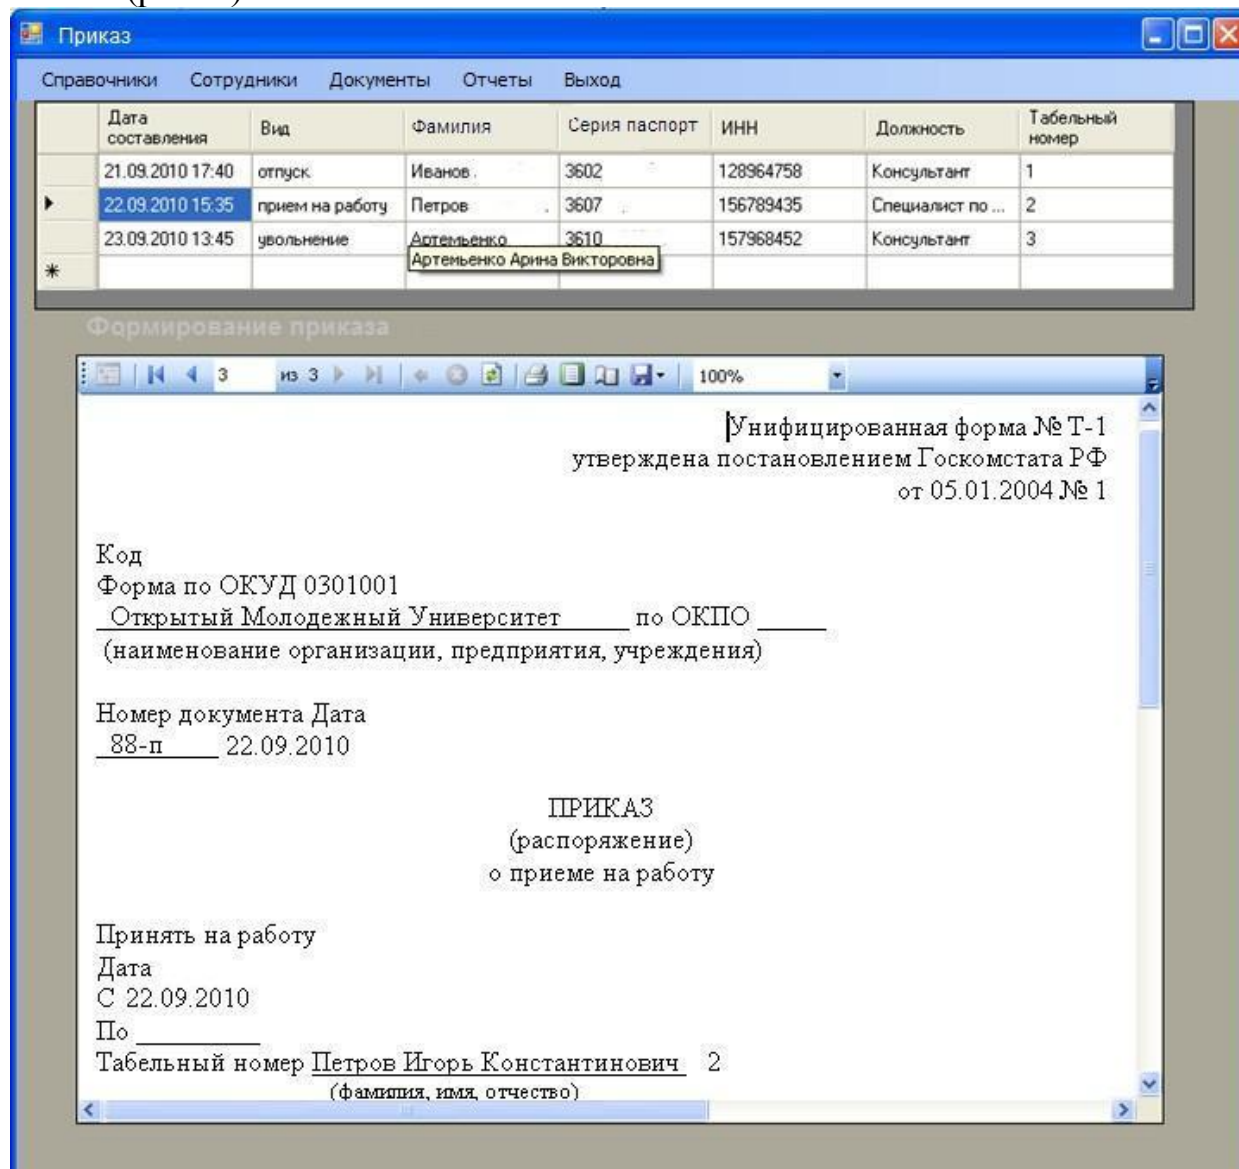 Приказ
Справочники Сотрудники Документы Отчеты Выход
Дата составления Вид Фамилия Серия паспорт ИНН Должность Табельный номер
21.09.2010 17:40 отпуск Иванов 3602 128964758 Консультант 1
22.09.2010 15:35 прием на работу Петров 3607 156789435 Специалист по ... 2
23.09.2010 13:45 увольнение Артемьенко 3610 157968452 Консультант 3
Артемьенко Арина Викторовна
Формирование приказа
3 из 3 100%
Унифицированная форма № Т-1
утверждена постановлением Госкомстата РФ
от 05.01.2004 № 1
Код
Форма по ОКУД 0301001
Открытый Молодежный Университет по ОКПО
(наименование организации, предприятия, учреждения)
Номер документа Дата
88-п 22.09.2010
ПРИКАЗ
(распоряжение)
о приеме на работу
Принять на работу
Дата
С 22.09.2010
По
Табельный номер Петров Игорь Константинович 2
(фамилия, имя, отчество)